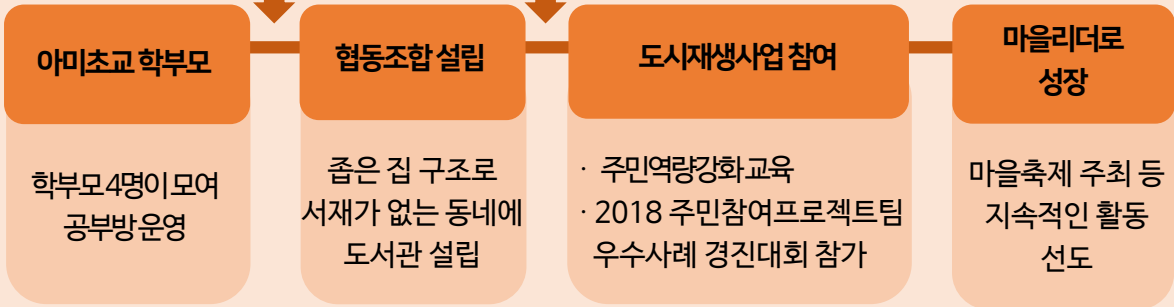 아미초교 학부모
학부모 4명이 모여
공부방 운영
협동조합 설립
좁은 집 구조로
서재가 없는 동네에
도서관 설립
도시재생사업 참여
· 주민역량강화 교육
· 2018 주민참여프로젝트팀
우수사례 경진대회 참가
마을리더로
성장
마을축제 주최 등
지속적인 활동
선도